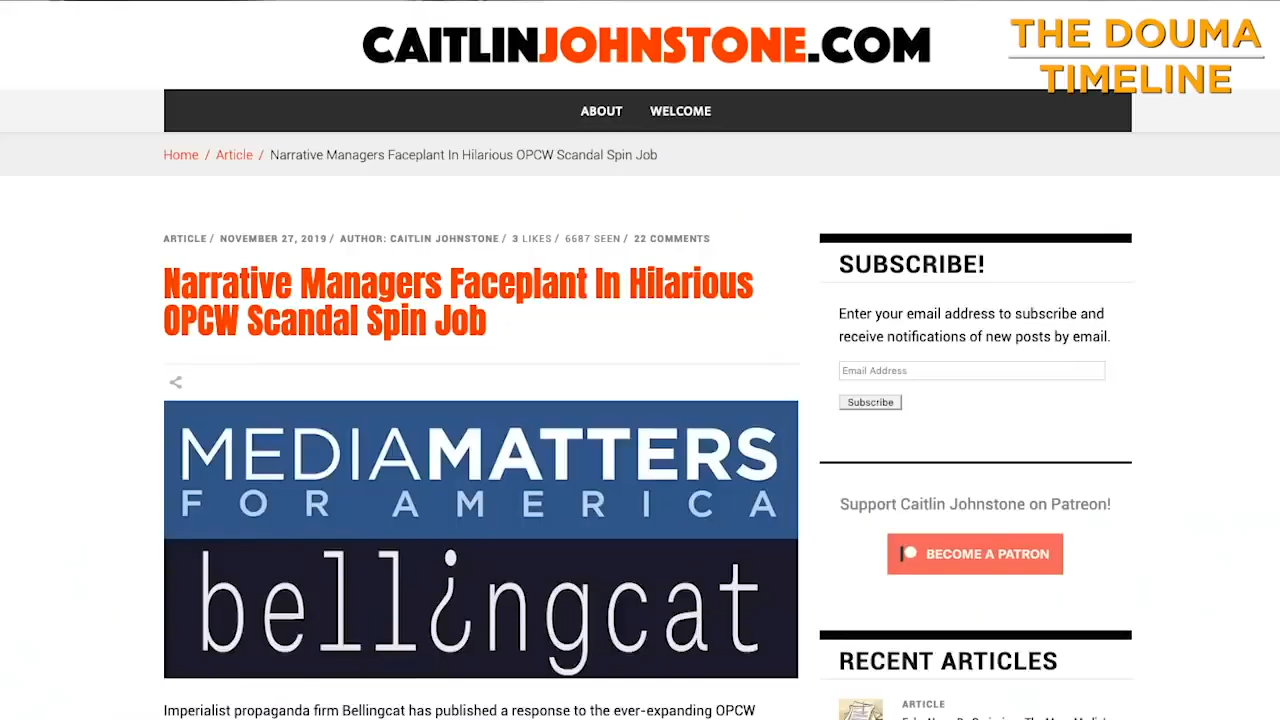 CAITLINJOHNSTONE.COM
THE DOUMA
TIMELINE
ABOUT WELCOME
Home / Article / Narrative Managers Faceplant In Hilarious OPCW Scandal Spin Job
ARTICLE / NOVEMBER 27, 2019 / AUTHOR: CAITLIN JOHNSTONE / 3 LIKES / 6687 SEEN / 22 COMMENTS
Narrative Managers Faceplant In Hilarious
OPCW Scandal Spin Job
MEDIAMATTERS
FOR AMERICA
bellingcat
Imperialist propaganda firm Bellingcat has published a response to the ever-expanding OPCW
SUBSCRIBE!
Enter your email address to subscribe and
receive notifications of new posts by email.
Email Address
Subscribe
Support Caitlin Johnstone on Patreon!
BECOME A PATRON
RECENT ARTICLES
ARTICLE